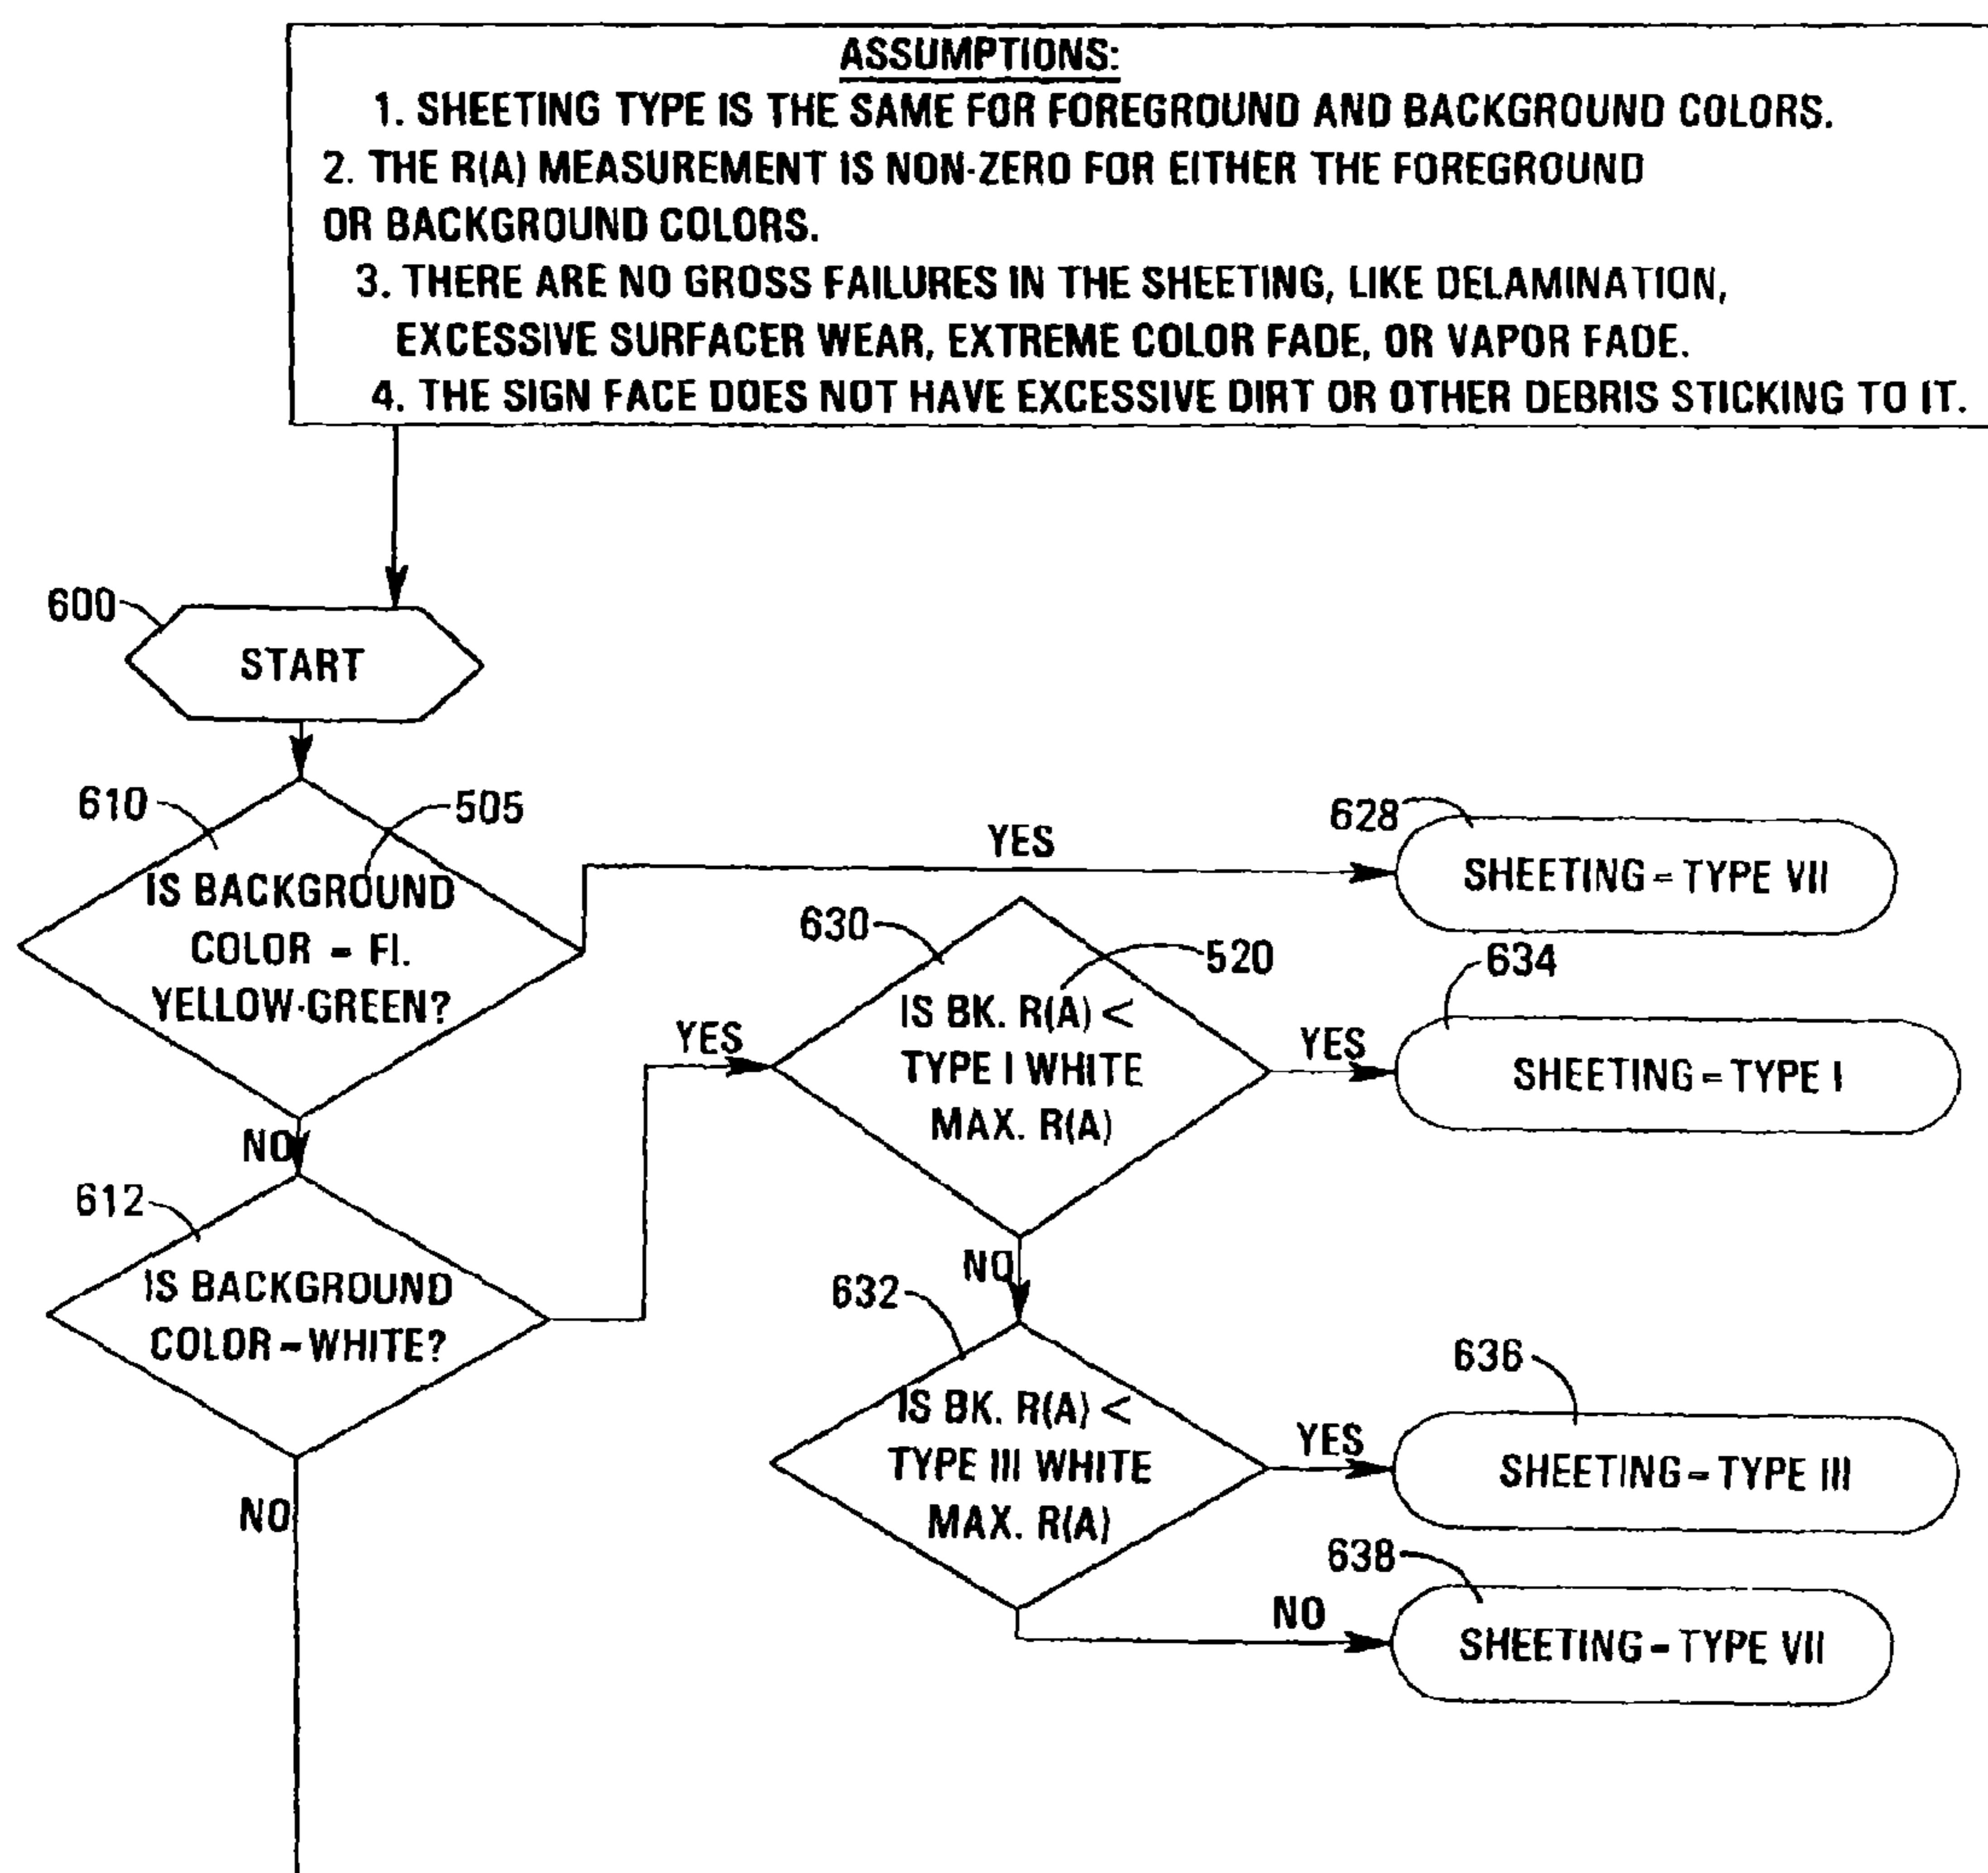 ASSUMPTIONS:
1. SHEETING TYPE IS THE SAME FOR FOREGROUND AND BACKGROUND COLORS.
2. THE R(A) MEASUREMENT IS NON-ZERO FOR EITHER THE FOREGROUND
OR BACKGROUND COLORS.
3. THERE ARE NO GROSS FAILURES IN THE SHEETING, LIKE DELAMINATION,
EXCESSIVE SURFACER WEAR, EXTREME COLOR FADE, OR VAPOR FADE.
4. THE SIGN FACE DOES NOT HAVE EXCESSIVE DIRT OR OTHER DEBRIS STICKING TO IT.
600
START
610
505
IS BACKGROUND
COLOR = FI.
YELLOW-GREEN?
YES
628
SHEETING = TYPE VII
NO
612
IS BACKGROUND
COLOR = WHITE?
YES
NO
630
520
IS BK. R(A) <
TYPE I WHITE
MAX. R(A)
YES
634
SHEETING = TYPE I
NO
632
IS BK. R(A) <
TYPE III WHITE
MAX. R(A)
YES
636
SHEETING = TYPE III
NO
638
SHEETING = TYPE VII